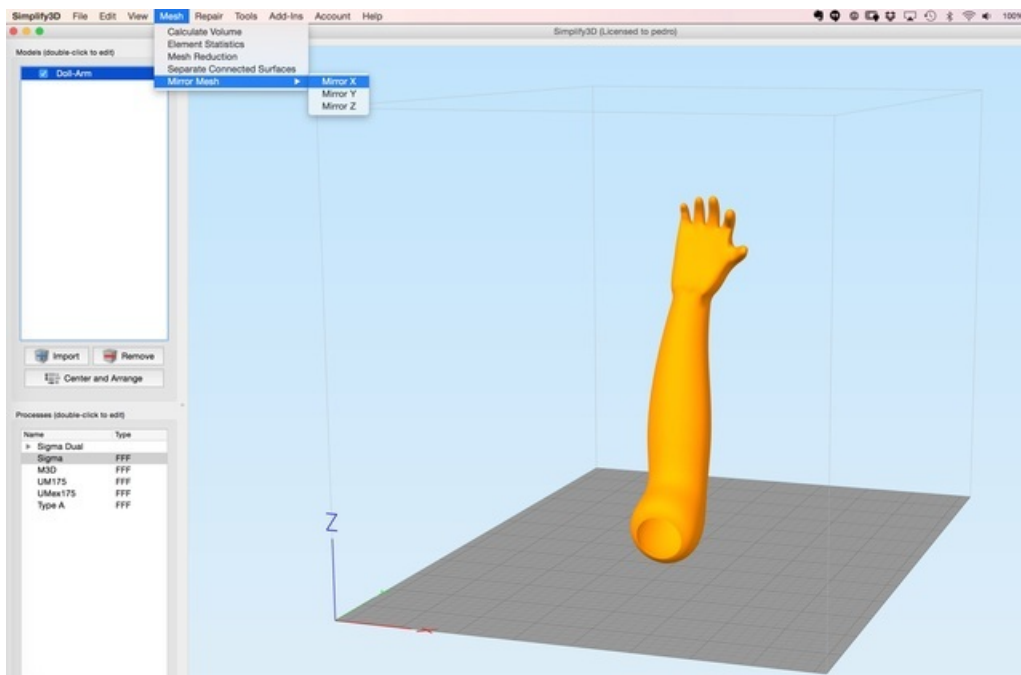 Simplify3D File Edit View Mesh Repair Tools Add-Ins Account Help 100%
Simplify3D (Licensed to pedro)
Calculate Volume
Element Statistics
Mesh Reduction
Separate Connected Surfaces
Mirror Mesh
Mirror X
Mirror Y
Mirror Z
Models (double-click to edit)
Doll-Arm
Import Remove
Center and Arrange
Processes (double-click to edit)
Name Type
Sigma Dual
Sigma FFF
M3D FFF
UM175 FFF
UMex175 FFF
Type A FFF
Z
X